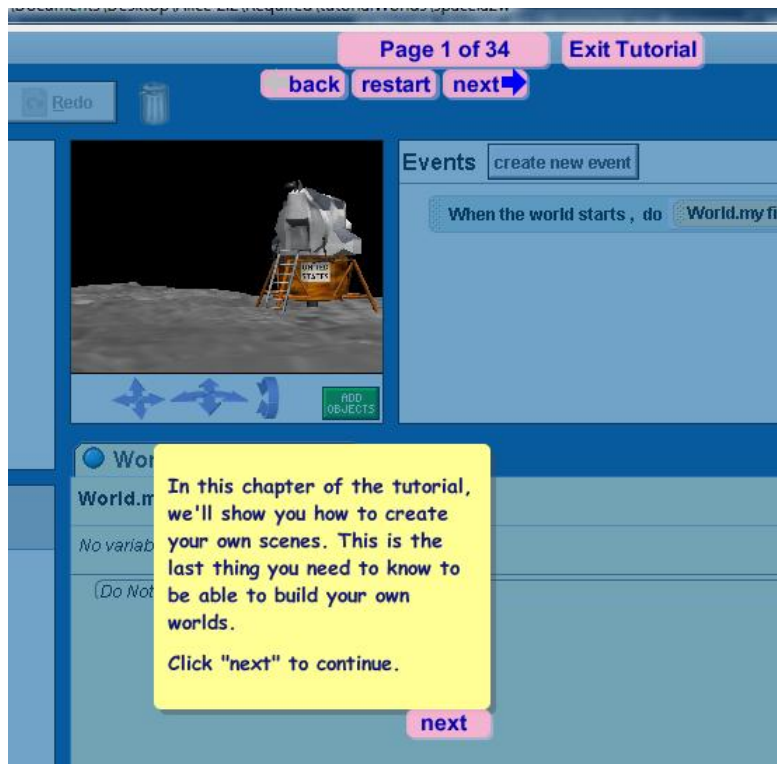 Page 1 of 34
Exit Tutorial
back restart next
Redo
Events create new event
When the world starts , do World.my fi
UNITED
STATES
ADD
OBJECTS
Wor
World.m
No variab
(Do Not
In this chapter of the tutorial,
we'll show you how to create
your own scenes. This is the
last thing you need to know to
be able to build your own
worlds.
Click "next" to continue.
next